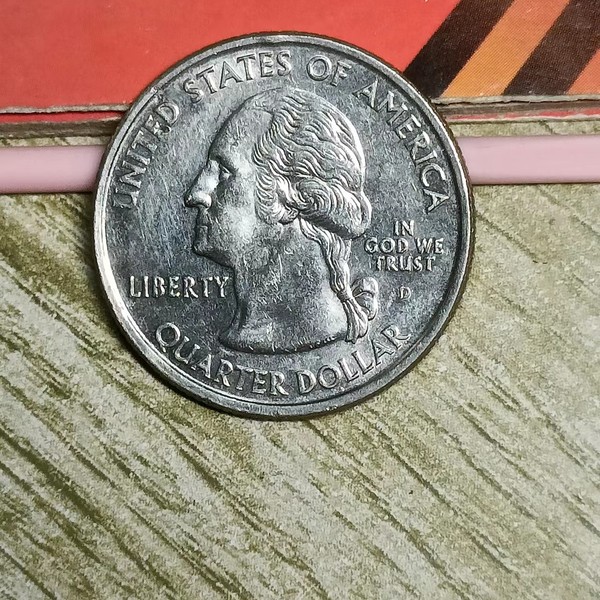 UNITED STATES OF AMERICA
LIBERTY
IN
GOD WE
TRUST
D
QUARTER DOLLAR